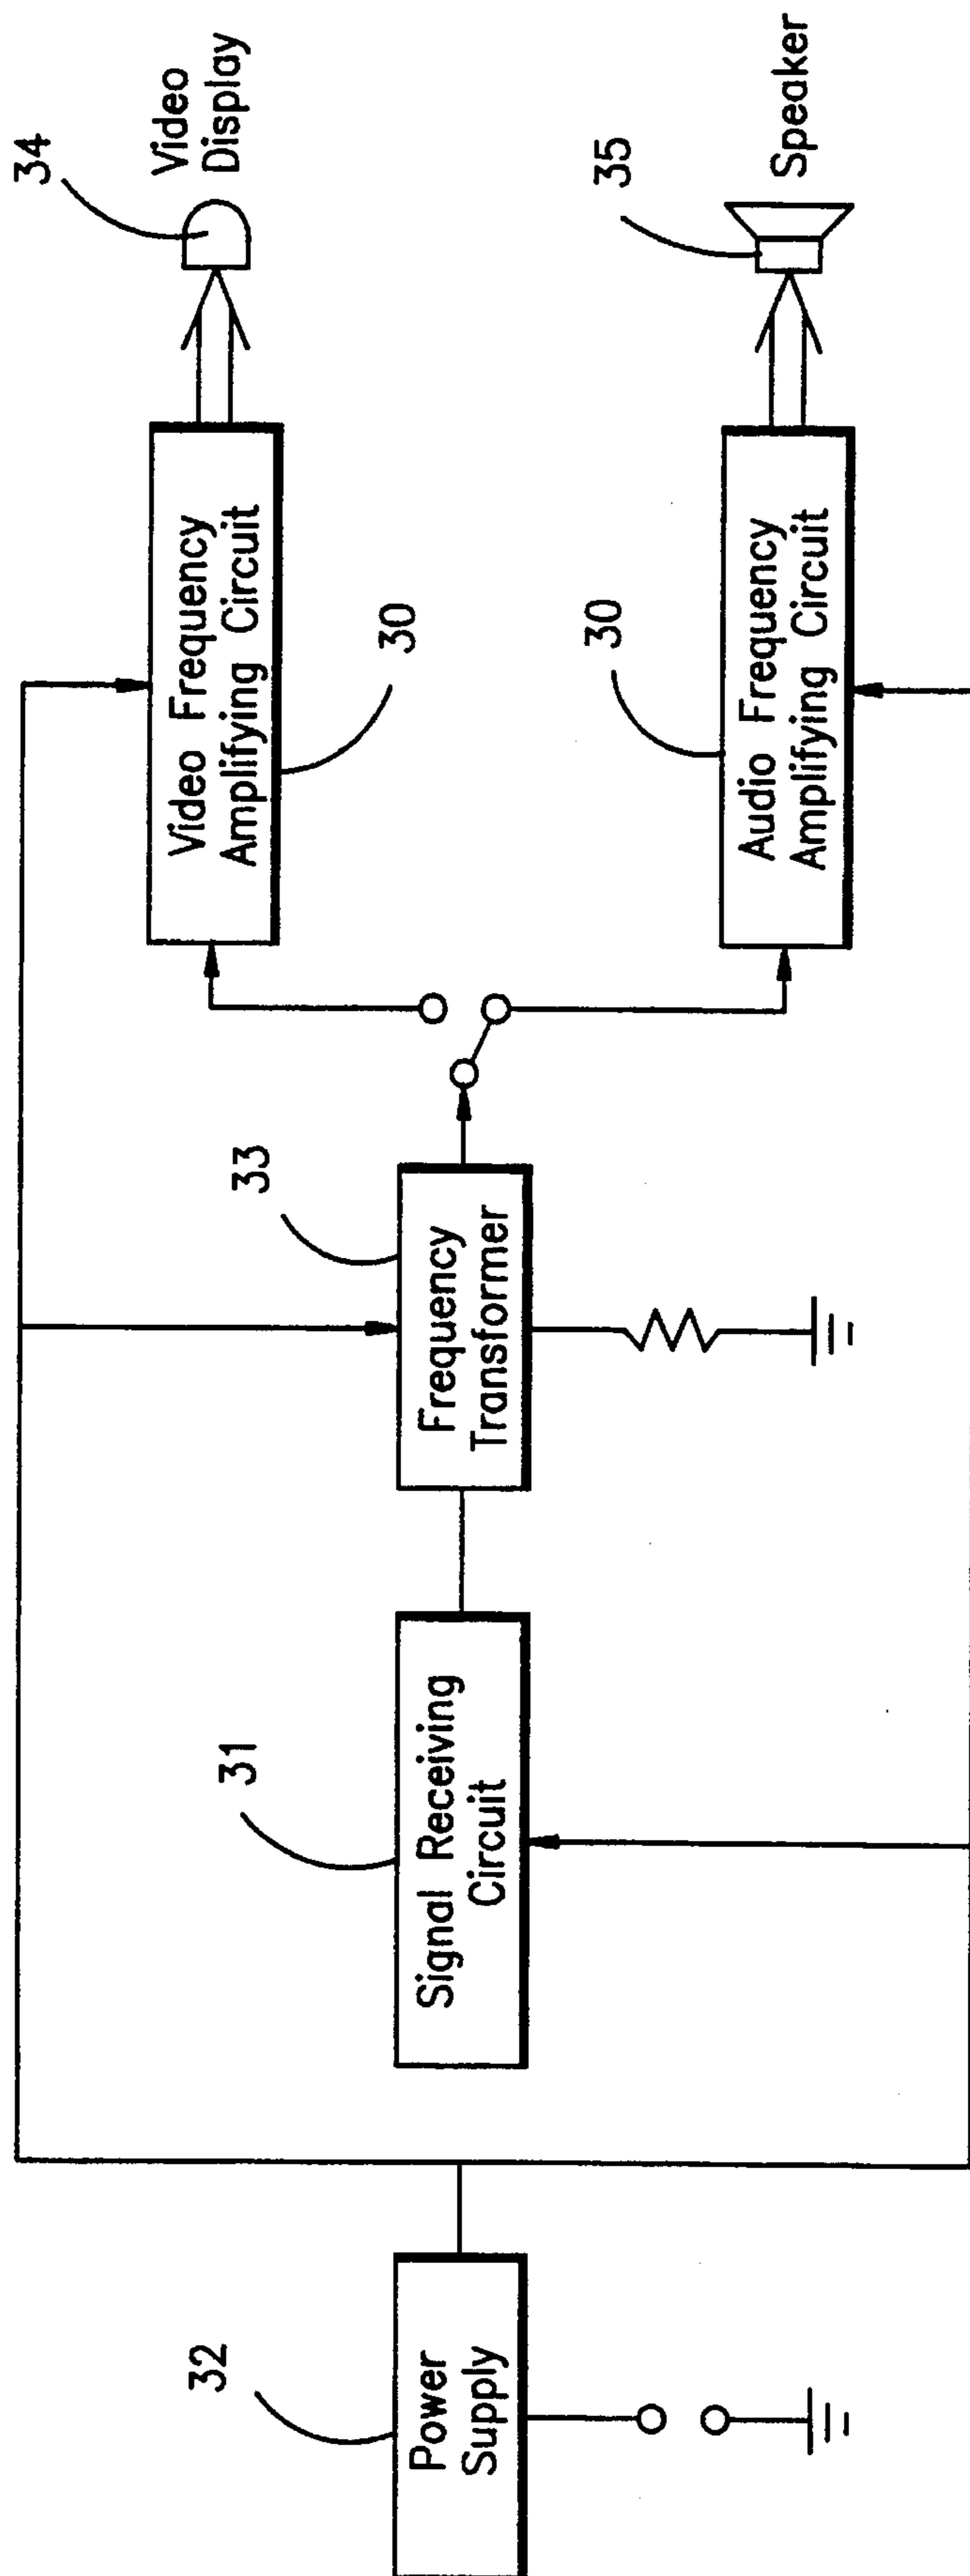 32
Power
Supply
31
Signal Receiving
Circuit
33
Frequency
Transformer
Video Frequency
Amplifying Circuit
30
34
Video
Display
30
Audio Frequency
Amplifying Circuit
35
Speaker